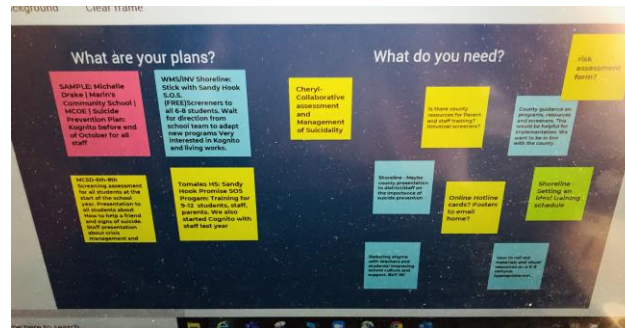 ckground Clear frame
What are your plans?
What do you need?
SAMPLE: Michelle
Drake | Marin's
Community School |
MCOE | Suicide
Prevention Plan:
Kognito before end
of October for all
staff
WMS/INV Shoreline:
Stick with Sandy Hook
S.O.S.
(FREE)Screreners to
all 6-8 students. Wait
for direction from
school team to adapt
new programs Very
interested in Kognito
and living works.
Cheryl-
Collaborative
assessment
and
Management
of Suicidality
MCSD-6th-8th
Screening assessment
for all students at the
start of the school
year. Presentation to
all students about
How to help a friend
and signs of suicide.
Staff presentation
about crisis
management and
Tomales HS: Sandy
Hook Promise SOS
Progam: Training for
9-12 students, staff,
parents. We also
started Cognito with
staff last year
risk
assessment
form?
Is there county
resources for Parent
and staff training?
Universal screeners?
County guidance on
programs, resources
and screeners. This
would be helpful for
implementation. We
want to be in line
with the county.
Shoreline - Maybe
county presentation
to district/staff on
the importance of
suicide prevention
Online Hotline
cards? Posters
to email
home?
Shoreline
Setting an
training
schedule
Reducing stigma
with teachers and
students! Improving
school culture and
support.
How to roll out
materials and
resources on a
campus.
pe here to search